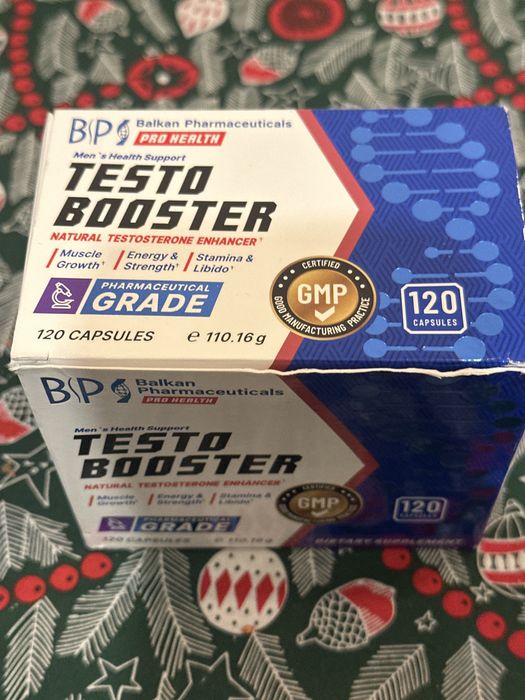 BP Balkan Pharmaceuticals
PRO HEALTH
Men`s Health Support
TESTO
BOOSTER
NATURAL TESTOSTERONE ENHANCER†
Muscle Growth†
Energy & Strength†
Stamina & Libido†
PHARMACEUTICAL
GRADE
CERTIFIED
GMP
GOOD MANUFACTURING PRACTICE
120
CAPSULES
120 CAPSULES ℮ 110.16 g
BP Balkan
Pharmaceuticals
PRO HEALTH
Men`s Health Support
TESTO
BOOSTER
NATURAL TESTOSTERONE ENHANCER†
Muscle Growth†
Energy & Strength†
Stamina & Libido†
PHARMACEUTICAL
GRADE
CERTIFIED
GMP
120
CAPSULES
120 CAPSULES ℮ 110.16 g
DIETARY SUPPLEMENT